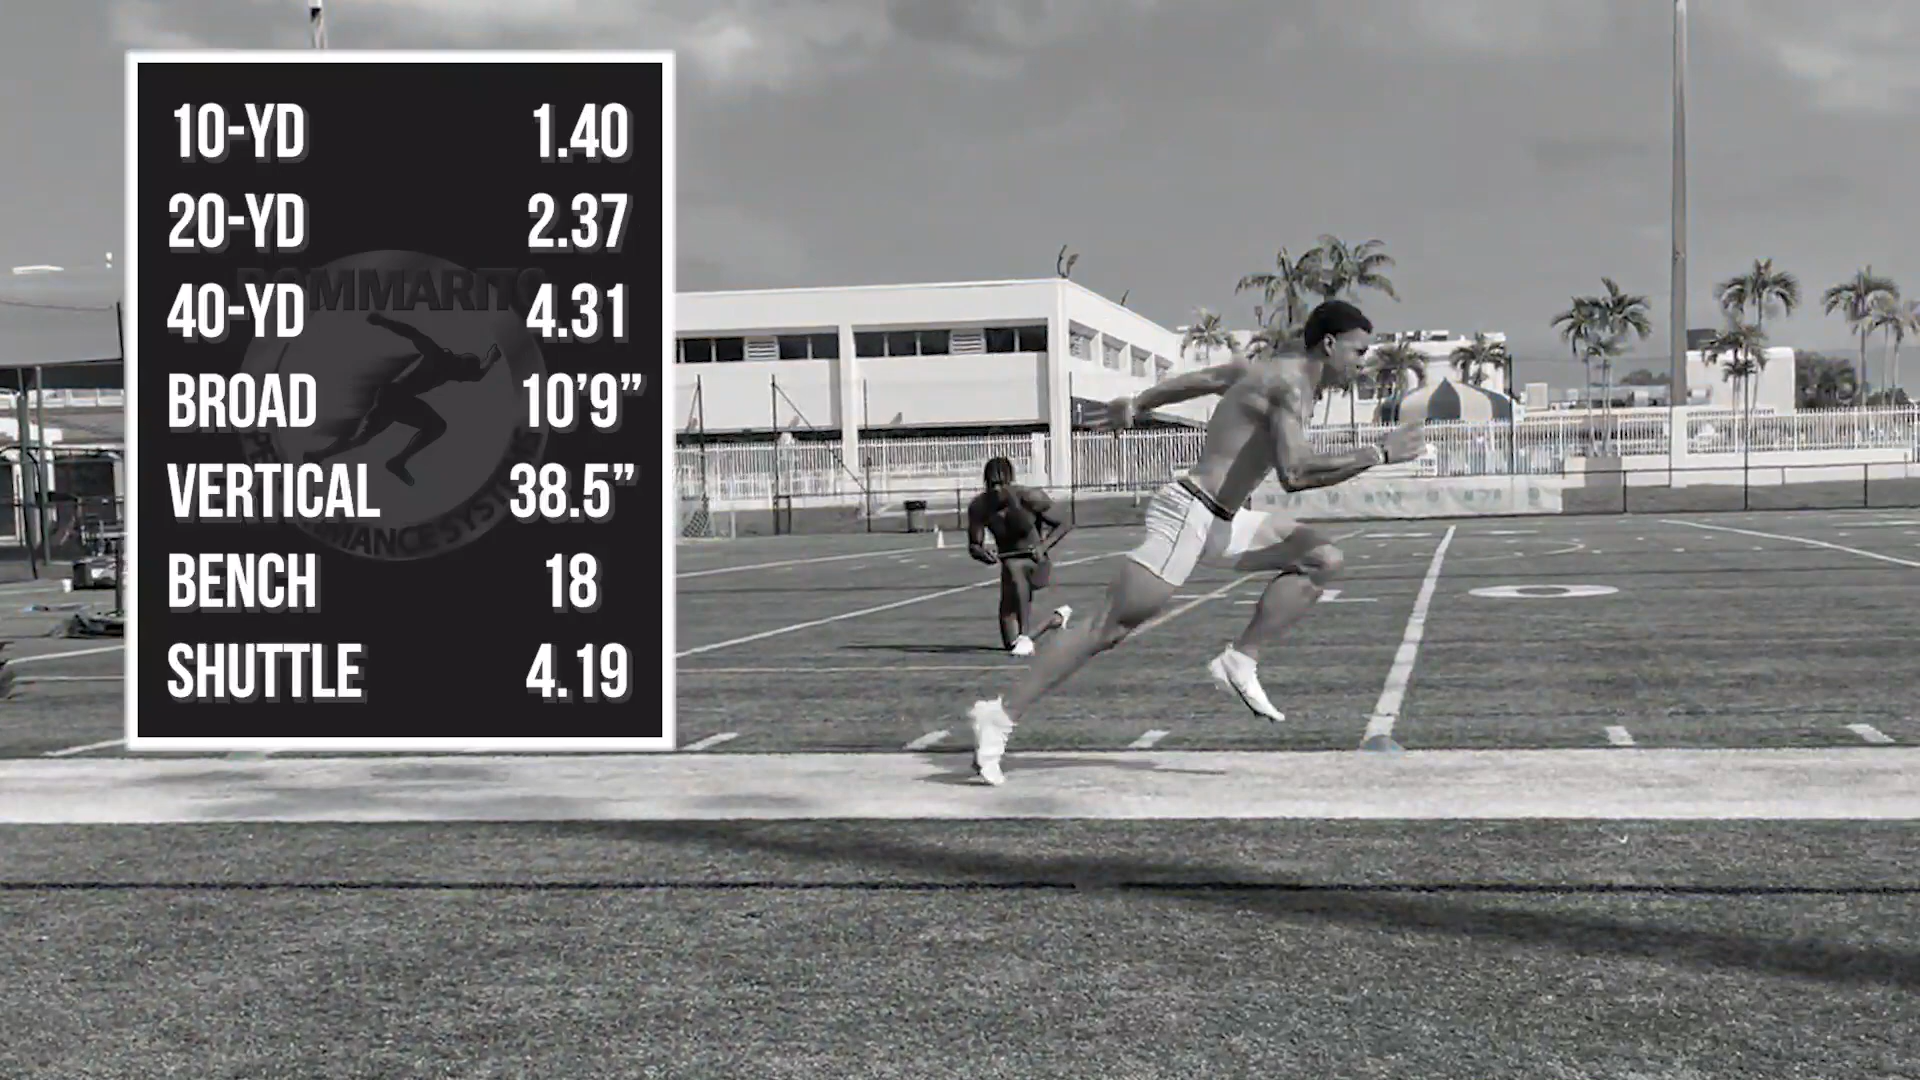 10-YD 1.40
20-YD 2.37
40-YD 4.31
BROAD 10’9”
VERTICAL 38.5”
BENCH 18
SHUTTLE 4.19